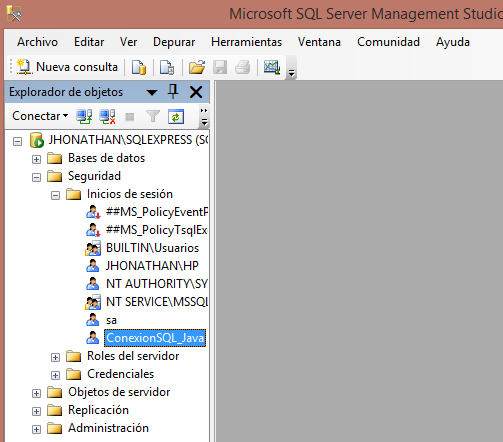 Microsoft SQL Server Management Studio
Archivo Editar Ver Depurar Herramientas Ventana Comunidad Ayuda
Nueva consulta
Explorador de objetos
Conectar
JHONATHAN\SQLEXPRESS (SQ
Bases de datos
Seguridad
Inicios de sesión
##MS_PolicyEventP
##MS_PolicyTsqlEx
BUILTIN\Usuarios
JHONATHAN\HP
NT AUTHORITY\SY
NT SERVICE\MSSQL
sa
ConexionSQL_Java
Roles del servidor
Credenciales
Objetos de servidor
Replicación
Administración